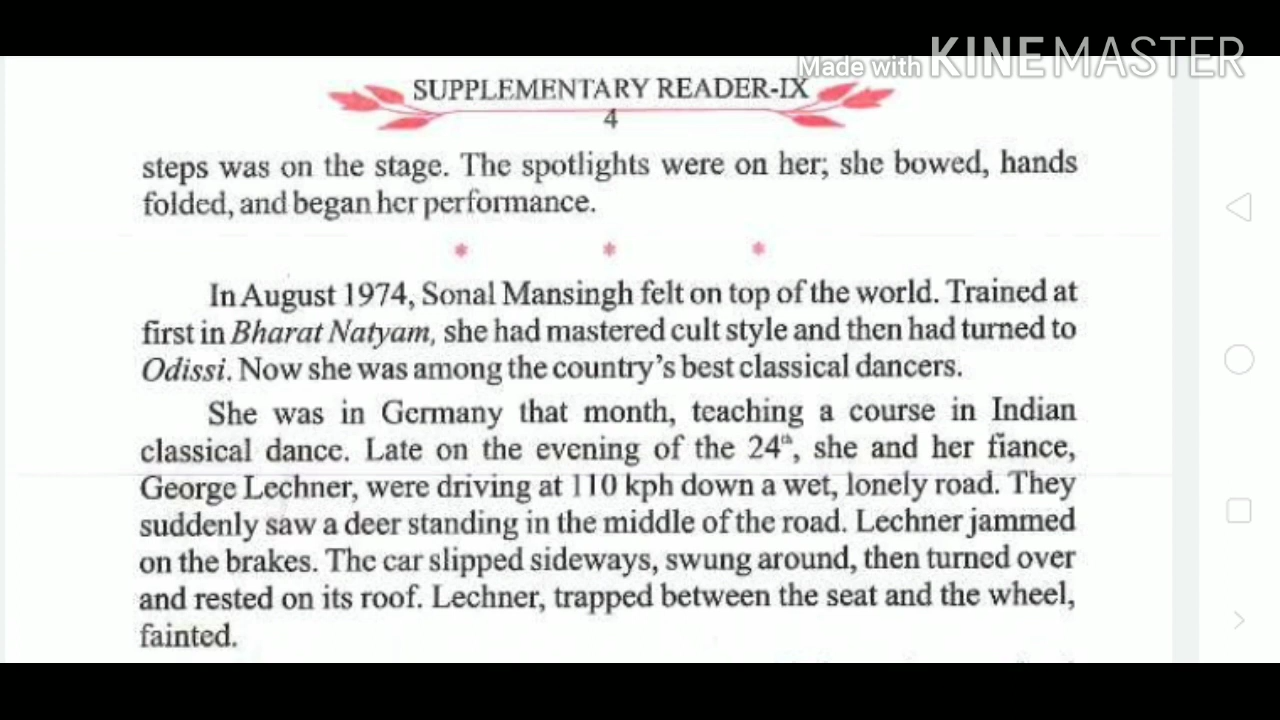 Made with KINEMASTER
SUPPLEMENTARY READER-IX
4
steps was on the stage. The spotlights were on her; she bowed, hands
folded, and began her performance.
* * *
In August 1974, Sonal Mansingh felt on top of the world. Trained at
first in Bharat Natyam, she had mastered cult style and then had turned to
Odissi. Now she was among the country's best classical dancers.
She was in Germany that month, teaching a course in Indian
classical dance. Late on the evening of the 24th, she and her fiance,
George Lechner, were driving at 110 kph down a wet, lonely road. They
suddenly saw a deer standing in the middle of the road. Lechner jammed
on the brakes. The car slipped sideways, swung around, then turned over
and rested on its roof. Lechner, trapped between the seat and the wheel,
fainted.